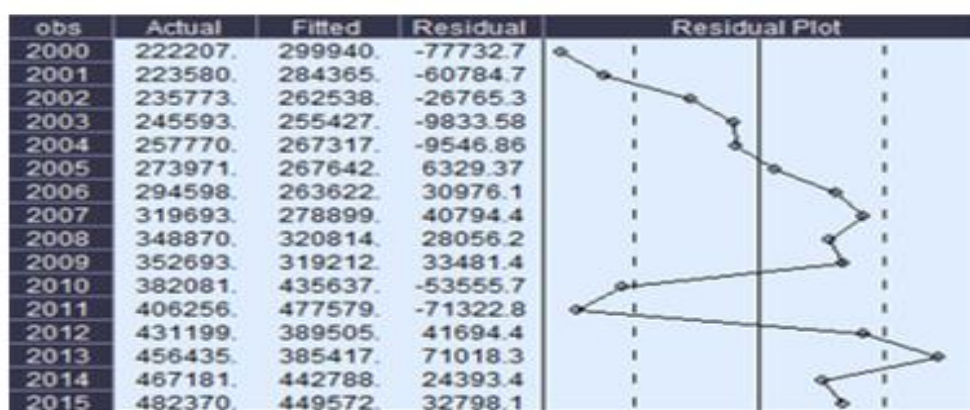 obs Actual Fitted Residual Residual Plot
2000 222207. 299940. -77732.7
2001 223580. 284365. -60784.7
2002 235773. 262538. -26765.3
2003 245593. 255427. -9833.58
2004 257770. 267317. -9546.86
2005 273971. 267642. 6329.37
2006 294598. 263622. 30976.1
2007 319693. 278899. 40794.4
2008 348870. 320814. 28056.2
2009 352693. 319212. 33481.4
2010 382081. 435637. -53555.7
2011 406256. 477579. -71322.8
2012 431199. 389505. 41694.4
2013 456435. 385417. 71018.3
2014 467181. 442788. 24393.4
2015 482370. 449572. 32798.1